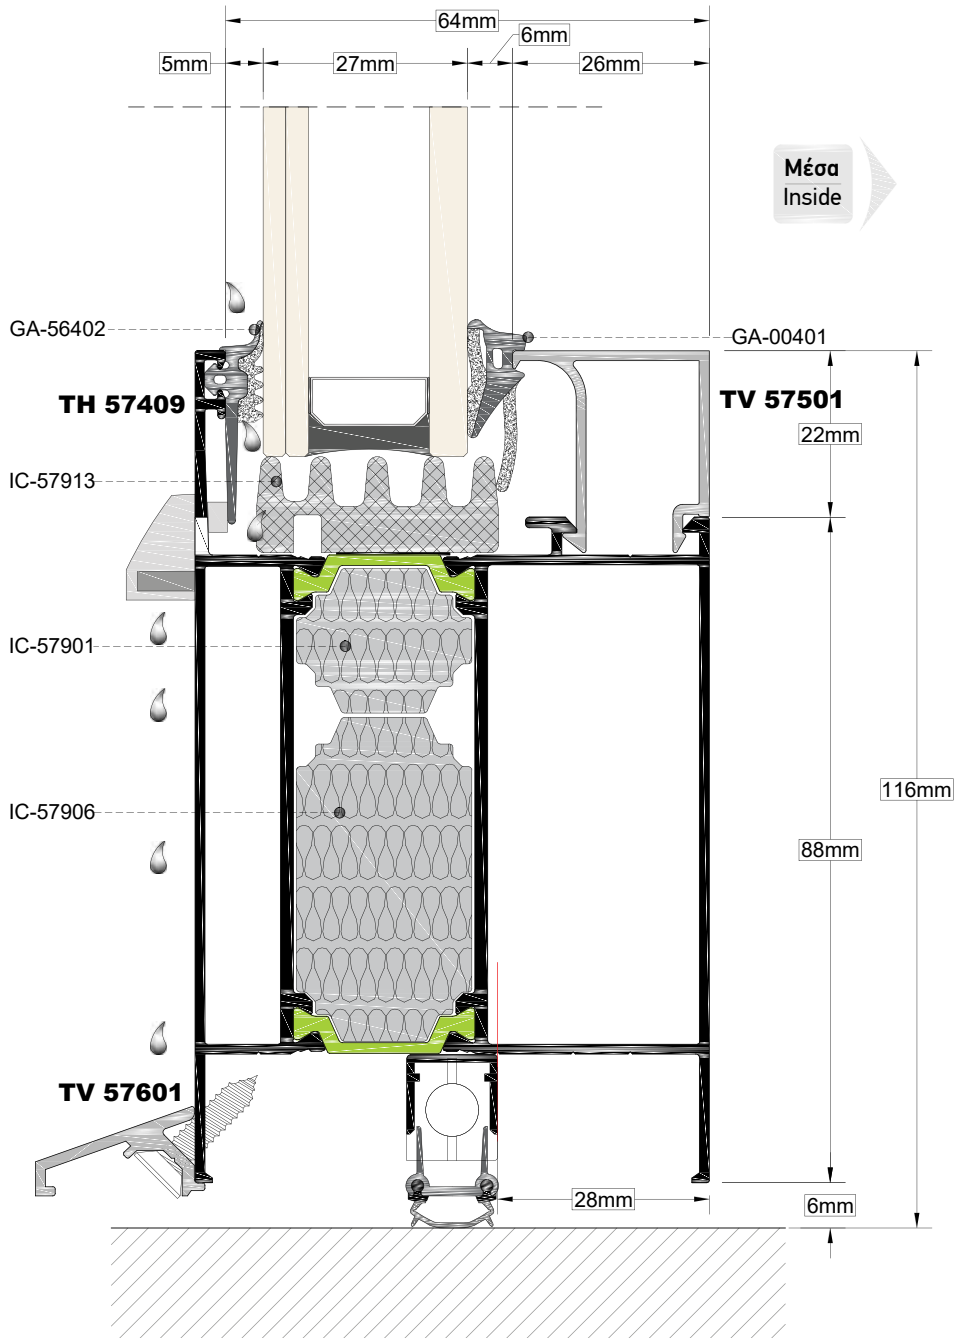 64mm
6mm
5mm
27mm
26mm
Μέσα
Inside
GA-56402
GA-00401
TH 57409
TV 57501
22mm
IC-57913
IC-57901
116mm
IC-57906
88mm
TV 57601
28mm
6mm